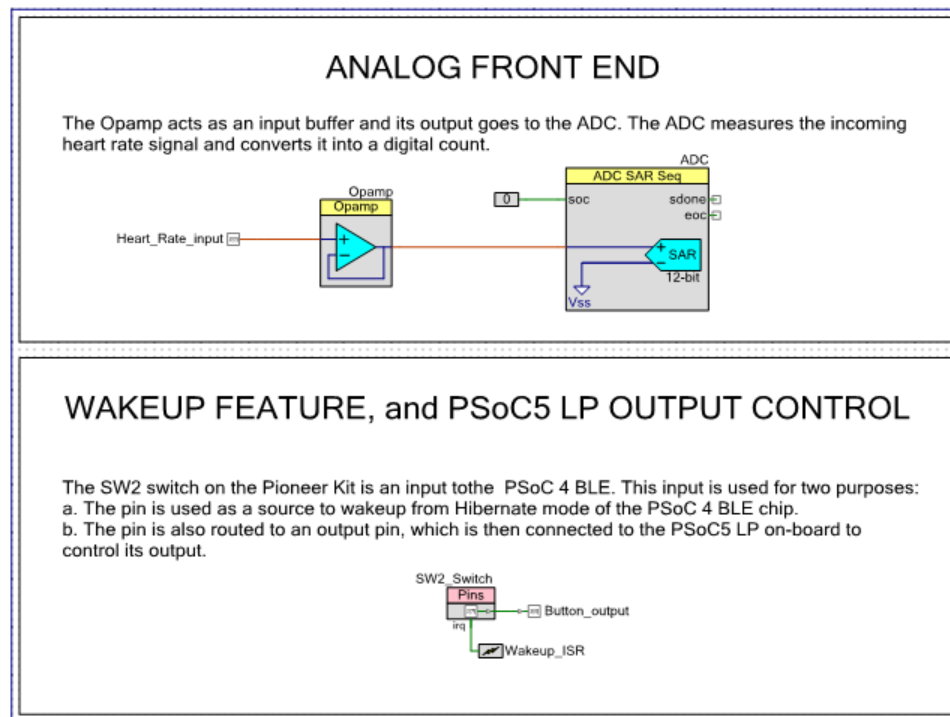 ANALOG FRONT END
The Opamp acts as an input buffer and its output goes to the ADC. The ADC measures the incoming
heart rate signal and converts it into a digital count.
ADC
ADC SAR Seq
Opamp
Opamp
0
soc
sdone
eoc
Heart_Rate_input
+
−
+
−
SAR
12-bit
Vss
WAKEUP FEATURE, and PSoC5 LP OUTPUT CONTROL
The SW2 switch on the Pioneer Kit is an input tothe  PSoC 4 BLE. This input is used for two purposes:
a. The pin is used as a source to wakeup from Hibernate mode of the PSoC 4 BLE chip.
b. The pin is also routed to an output pin, which is then connected to the PSoC5 LP on-board to
control its output.
SW2_Switch
Pins
Button_output
irq
Wakeup_ISR